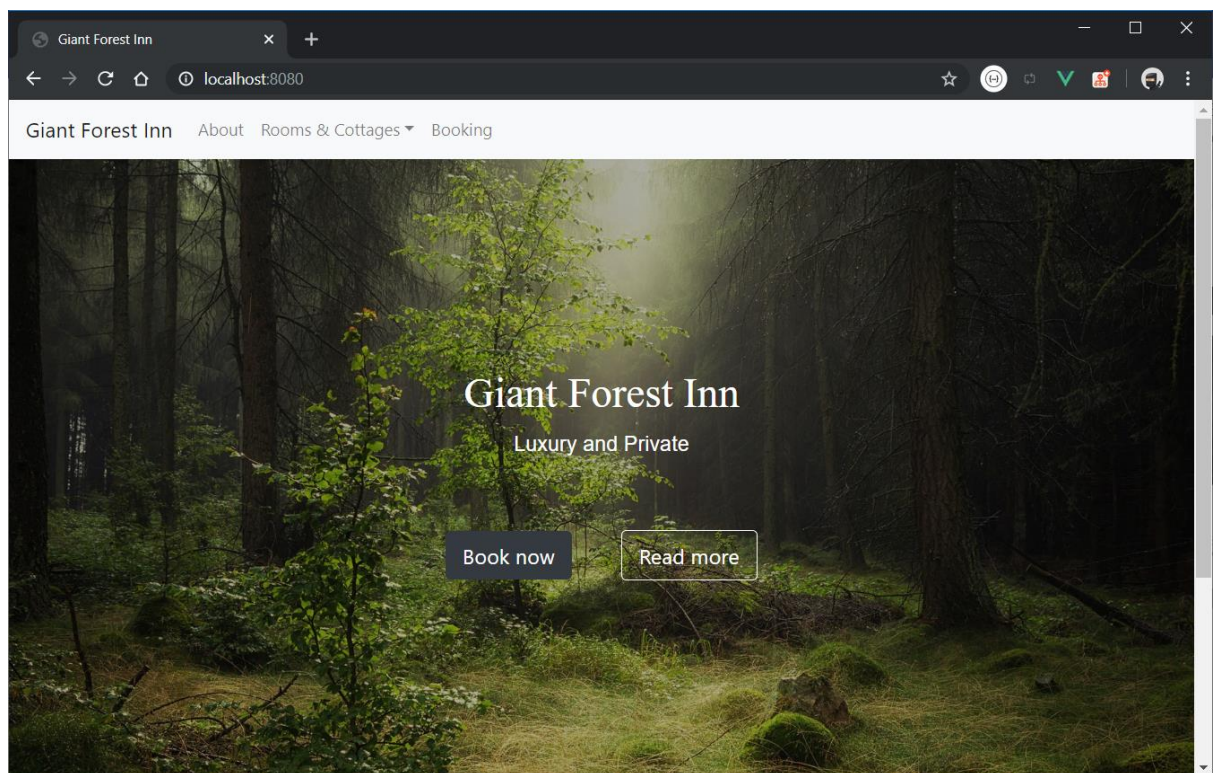 Giant Forest Inn
localhost:8080
Giant Forest Inn About Rooms & Cottages Booking
Giant Forest Inn
Luxury and Private
Book now Read more